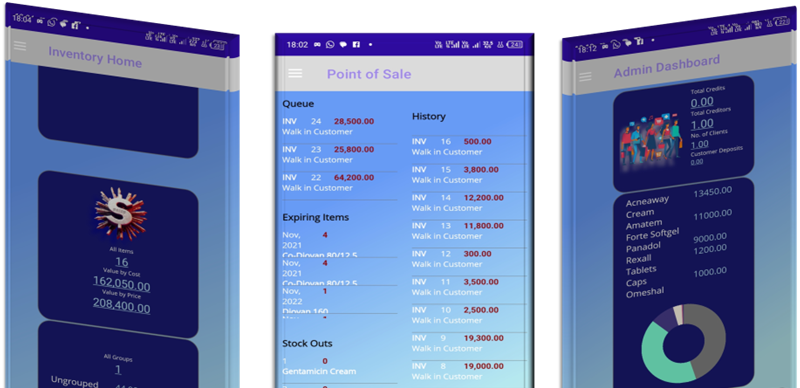 18:04
Inventory Home
All Items
16
Value by Cost
162,050.00
Value by Price
208,400.00
All Groups
1
Ungrouped
18:02
Point of Sale
Queue
INV 24 28,500.00
Walk in Customer
INV 23 25,800.00
Walk in Customer
INV 22 64,200.00
Walk in Customer
Expiring Items
Nov, 4
2021
Co-Diovan 80/12.5
Nov, 4
2021
Co-Diovan 80/12.5
Nov, 1
2022
Diovan 160
Nov, 1
Stock Outs
1 0
Gentamicin Cream
History
INV 16 500.00
Walk in Customer
INV 15 3,800.00
Walk in Customer
INV 14 12,200.00
Walk in Customer
INV 13 11,800.00
Walk in Customer
INV 12 300.00
Walk in Customer
INV 11 3,500.00
Walk in Customer
INV 10 2,500.00
Walk in Customer
INV 9 19,300.00
Walk in Customer
INV 8 19,000.00
Walk in Customer
18:12
Admin Dashboard
Total Credits
0.00
Total Creditors
1.00
No. of Clients
1.00
Customer Deposits
0.00
Acneaway 13450.00
Cream
Amatem 11000.00
Forte Softgel
Panadol 9000.00
Rexall 1200.00
Tablets
Caps 1000.00
Omeshal